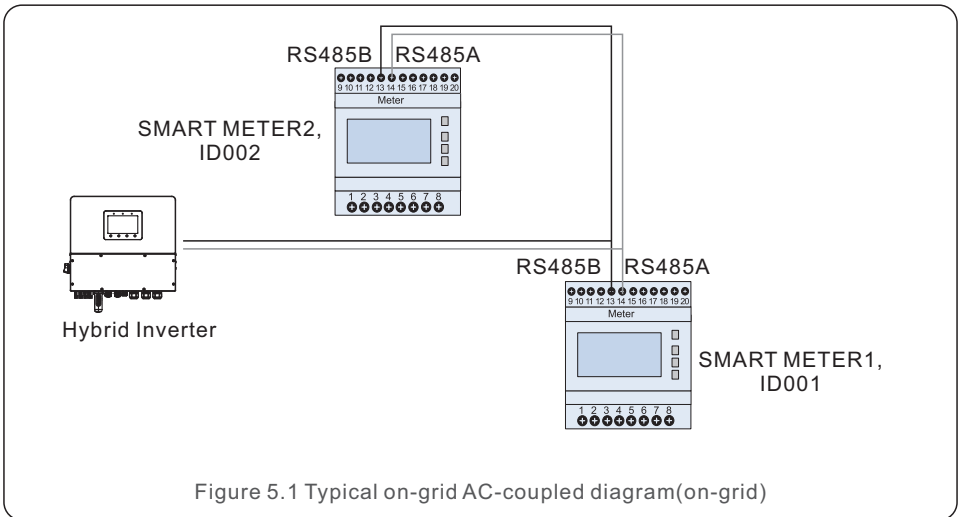 RS485B RS485A
9 10 11 12 13 14 15 16 17 18 19 20
Meter
SMART METER2,
ID002
1 2 3 4 5 6 7 8
Hybrid Inverter
RS485B RS485A
9 10 11 12 13 14 15 16 17 18 19 20
Meter
SMART METER1,
ID001
1 2 3 4 5 6 7 8
Figure 5.1 Typical on-grid AC-coupled diagram(on-grid)